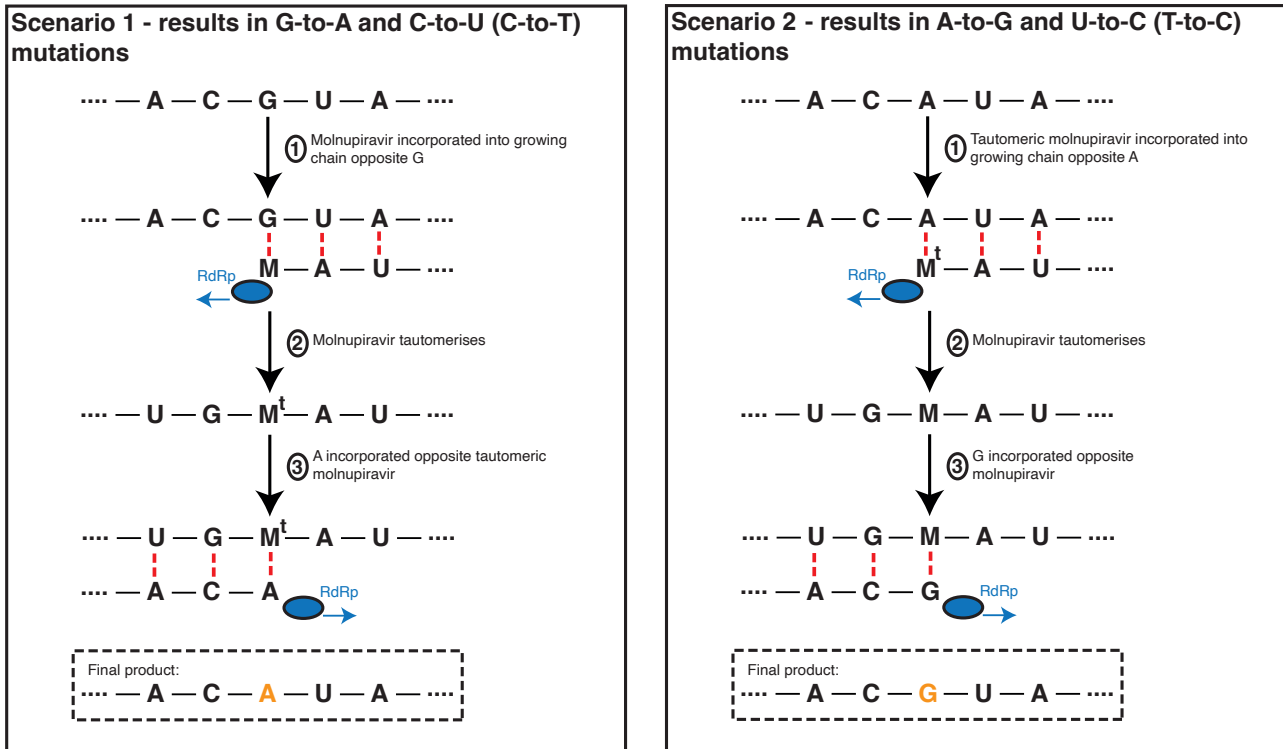 Scenario 1 - results in G-to-A and C-to-U (C-to-T)
mutations
···· — A — C — G — U — A — ····
1 Molnupiravir incorporated into growing
chain opposite G
···· — A — C — G — U — A — ····
M — A — U — ····
RdRp
2 Molnupiravir tautomerises
···· — U — G — Mᵗ — A — U — ····
3 A incorporated opposite tautomeric
molnupiravir
···· — U — G — Mᵗ — A — U — ····
···· — A — C — A
RdRp
Final product:
···· — A — C — A — U — A — ····
Scenario 2 - results in A-to-G and U-to-C (T-to-C)
mutations
···· — A — C — A — U — A — ····
1 Tautomeric molnupiravir incorporated into
growing chain opposite A
···· — A — C — A — U — A — ····
Mᵗ — A — U — ····
RdRp
2 Molnupiravir tautomerises
···· — U — G — M — A — U — ····
3 G incorporated opposite
molnupiravir
···· — U — G — M — A — U — ····
···· — A — C — G
RdRp
Final product:
···· — A — C — G — U — A — ····